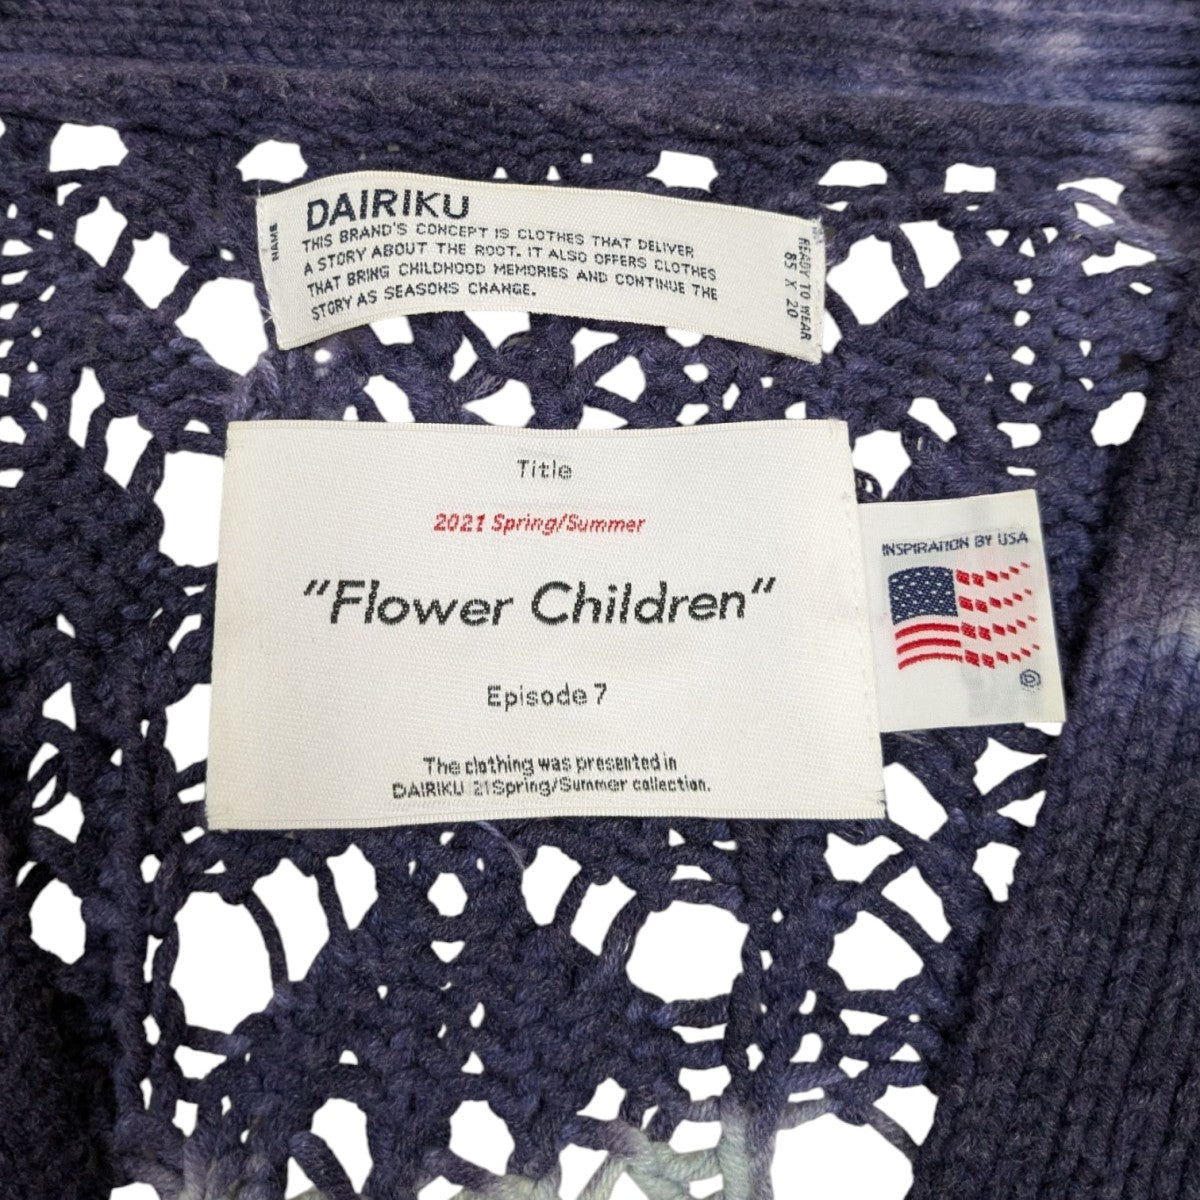 NAME
DAIRIKU
THIS BRAND'S CONCEPT IS CLOTHES THAT DELIVER
A STORY ABOUT THE ROOT. IT ALSO OFFERS CLOTHES
THAT BRING CHILDHOOD MEMORIES AND CONTINUE THE
STORY AS SEASONS CHANGE.
READY TO WEAR
85 X 20
Title
2021 Spring/Summer
"Flower Children"
Episode 7
The clothing was presented in
DAIRIKU 21Spring/Summer collection.
INSPIRATION BY USA